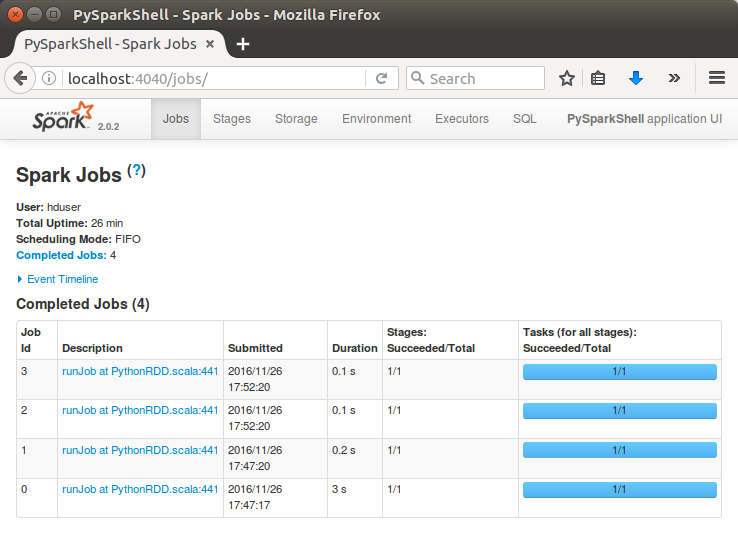 PySparkShell - Spark Jobs - Mozilla Firefox
PySparkShell - Spark Jobs
localhost:4040/jobs/
Search
APACHE
Spark 2.0.2
Jobs Stages Storage Environment Executors SQL PySparkShell application UI
Spark Jobs (?)
User: hduser
Total Uptime: 26 min
Scheduling Mode: FIFO
Completed Jobs: 4
Event Timeline
Completed Jobs (4)
Job Id Description Submitted Duration Stages: Succeeded/Total Tasks (for all stages): Succeeded/Total
3 runJob at PythonRDD.scala:441 2016/11/26 17:52:20 0.1 s 1/1 1/1
2 runJob at PythonRDD.scala:441 2016/11/26 17:52:20 0.1 s 1/1 1/1
1 runJob at PythonRDD.scala:441 2016/11/26 17:47:20 0.2 s 1/1 1/1
0 runJob at PythonRDD.scala:441 2016/11/26 17:47:17 3 s 1/1 1/1